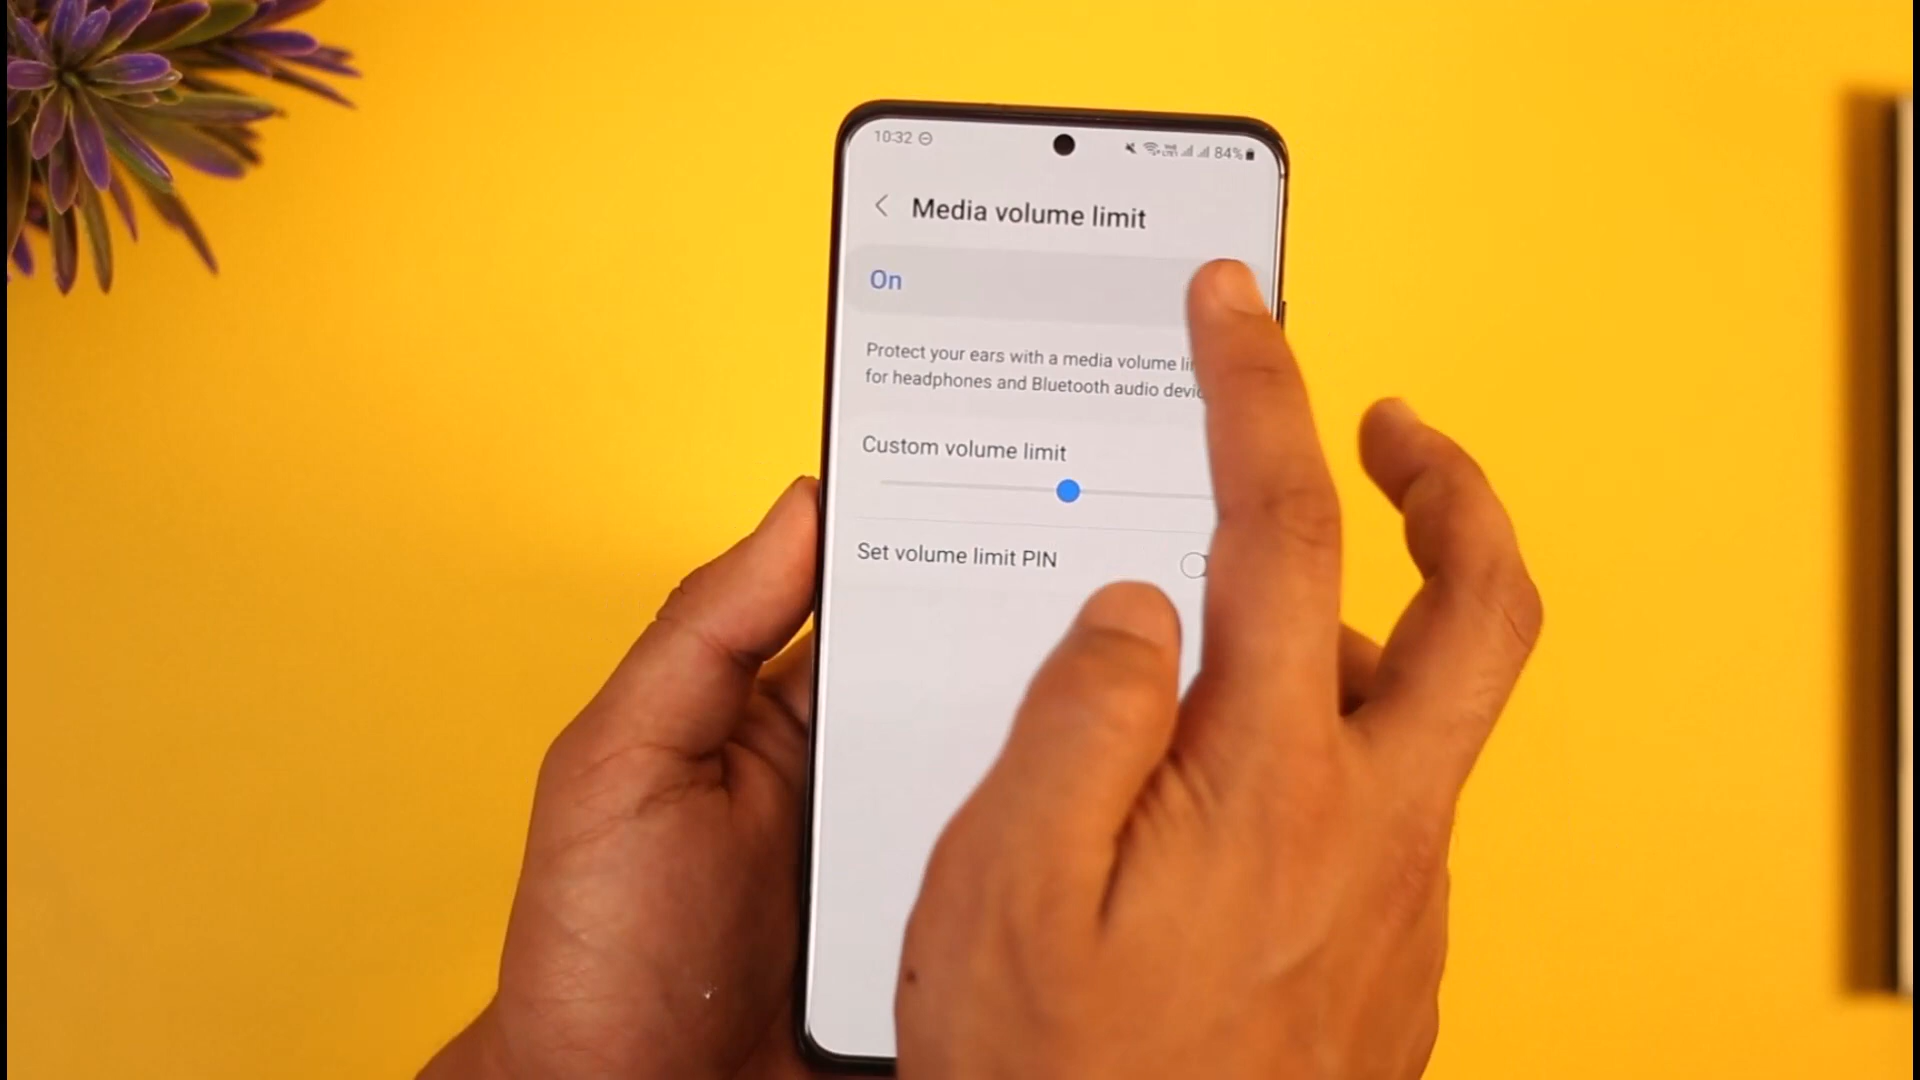 10:32
84%
Media volume limit
On
Protect your ears with a media volume
for headphones and Bluetooth audio
Custom volume limit
Set volume limit PIN